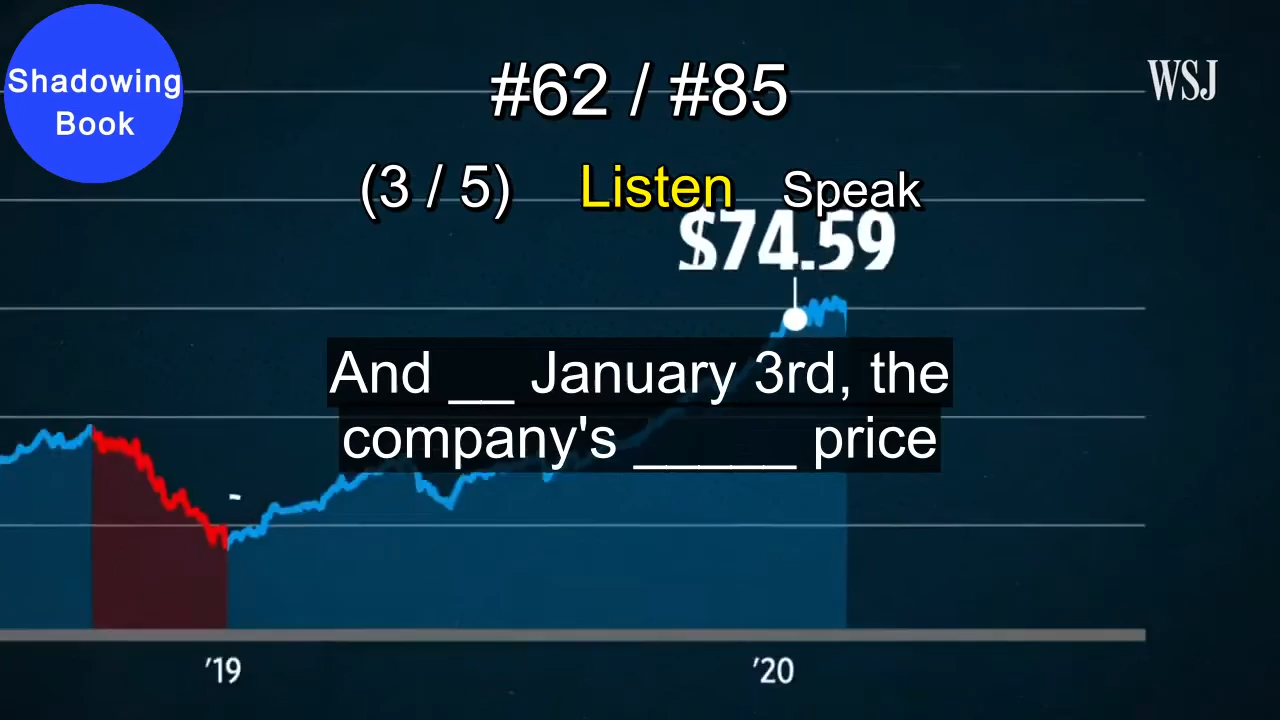 Shadowing
Book
#62 / #85
WSJ
(3 / 5) Listen Speak
$74.59
And __ January 3rd, the
company's _____ price
'19
'20